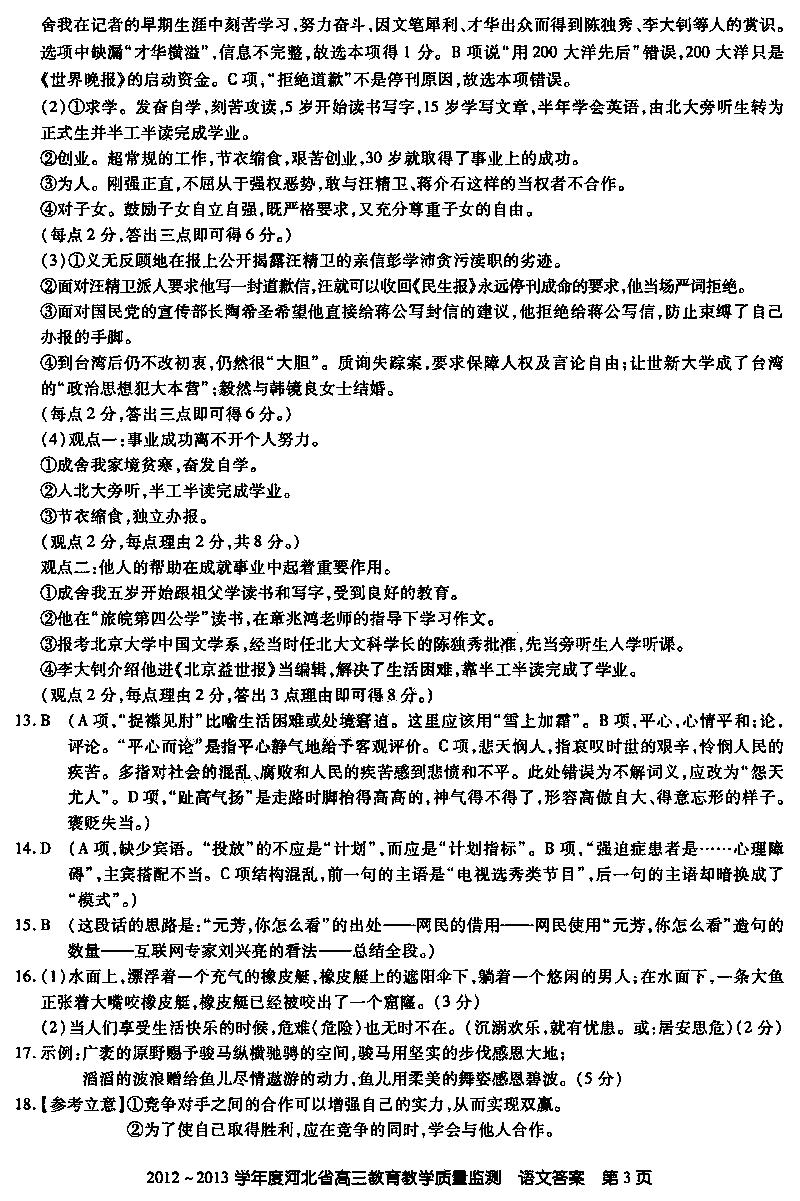 舍我在记者的早期生涯中刻苦学习,努力奋斗,因文笔犀利、才华出众而得到陈独秀、李大钊等人的赏识。
选项中缺漏“才华横溢”,信息不完整,故选本项得 1 分。B 项说“用 200 大洋先后”错误,200 大洋只是
《世界晚报》的启动资金。C 项,“拒绝道歉”不是停刊原因,故选本项错误。
(2)①求学。发奋自学,刻苦攻读,5 岁开始读书写字,15 岁学写文章,半年学会英语,由北大旁听生转为
正式生并半工半读完成学业。
②创业。超常规的工作,节衣缩食,艰苦创业,30 岁就取得了事业上的成功。
③为人。刚强正直,不屈从于强权恶势,敢与汪精卫、蒋介石这样的当权者不合作。
④对子女。鼓励子女自立自强,既严格要求,又充分尊重子女的自由。
(每点 2 分,答出三点即可得 6 分。)
(3)①义无反顾地在报上公开揭露汪精卫的亲信彭学沛贪污渎职的劣迹。
②面对汪精卫派人要求他写一封道歉信,汪就可以收回《民生报》永远停刊成命的要求,他当场严词拒绝。
③面对国民党的宣传部长陶希圣希望他直接给蒋公写封信的建议,他拒绝给蒋公写信,防止束缚了自己
办报的手脚。
④到台湾后仍不改初衷,仍然很“大胆”。质询失踪案,要求保障人权及言论自由;让世新大学成了台湾
的“政治思想犯大本营”;毅然与韩镜良女士结婚。
(每点 2 分,答出三点即可得 6 分。)
(4)观点一:事业成功离不开个人努力。
①成舍我家境贫寒,奋发自学。
②人北大旁听,半工半读完成学业。
③节衣缩食,独立办报。
(观点 2 分,每点理由 2 分,共 8 分。)
观点二:他人的帮助在成就事业中起着重要作用。
①成舍我五岁开始跟祖父学读书和写字,受到良好的教育。
②他在“旅皖第四公学”读书,在章兆鸿老师的指导下学习作文。
③报考北京大学中国文学系,经当时任北大文科学长的陈独秀批准,先当旁听生人学听课。
④李大钊介绍他进《北京益世报》当编辑,解决了生活困难,靠半工半读完成了学业。
(观点 2 分,每点理由 2 分,答出 3 点理由即可得 8 分。)
13. B (A 项,“捉襟见肘”比喻生活困难或处境窘迫。这里应该用“雪上加霜”。B 项,平心,心情平和;论,
评论。“平心而论”是指平心静气地给予客观评价。C 项,悲天悯人,指哀叹时世的艰辛,怜悯人民的
疾苦。多指对社会的混乱、腐败和人民的疾苦感到悲愤和不平。此处错误为不解词义,应改为“怨天
尤人”。D 项,“趾高气扬”是走路时脚抬得高高的,神气得不得了,形容高傲自大、得意忘形的样子。
褒贬失当。)
14. D (A 项,缺少宾语。“投放”的不应是“计划”,而应是“计划指标”。B 项,“强迫症患者是……心理障
碍”,主宾搭配不当。C 项结构混乱,前一句的主语是“电视选秀类节目”,后一句的主语却暗换成了
“模式”。)
15. B (这段话的思路是:“元芳,你怎么看”的出处——网民的借用——网民使用“元芳,你怎么看”造句的
数量——互联网专家刘兴亮的看法——总结全段。)
16. (1)水面上,漂浮着一个充气的橡皮艇,橡皮艇上的遮阳伞下,躺着一个悠闲的男人;在水面下,一条大鱼
正张着大嘴咬橡皮艇,橡皮艇已经被咬出了一个窟窿。(3 分)
(2)当人们享受生活快乐的时候,危难(危险)也无时不在。(沉溺欢乐,就有忧患。或:居安思危)(2 分)
17. 示例:广袤的原野赐予骏马纵横驰骋的空间,骏马用坚实的步伐感恩大地;
滔滔的波浪赠给鱼儿尽情遨游的动力,鱼儿用柔美的舞姿感恩碧波。(5 分)
18. 【参考立意】①竞争对手之间的合作可以增强自己的实力,从而实现双赢。
②为了使自己取得胜利,应在竞争的同时,学会与他人合作。
2012~2013 学年度河北省高三教育教学质量监测 语文答案 第 3 页